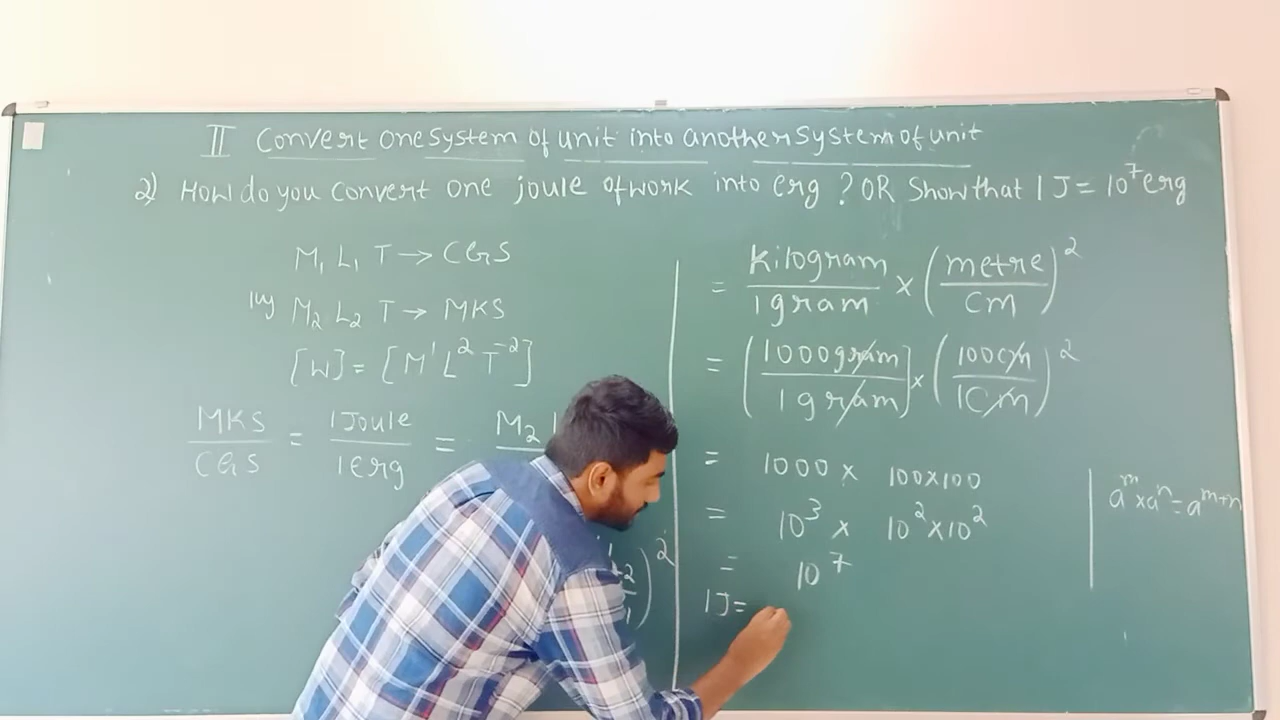 II Convert one system of unit into another system of unit
2) How do you convert one joule of work into erg ? OR Show that 1 J = 10⁷ erg
M₁ L₁ T → CGS
lly M₂ L₂ T → MKS
[W] = [M¹ L² T⁻²]
MKS/CGS = 1 Joule/1 erg = M₂
)²
= kilogram/1 gram × (metre/cm)²
= (1000 gram/1 gram) × (100 cm/1 cm)²
= 1000 × 100×100
= 10³ × 10² × 10²
= 10⁷
1J =
aᵐ × aⁿ = aᵐ⁺ⁿ